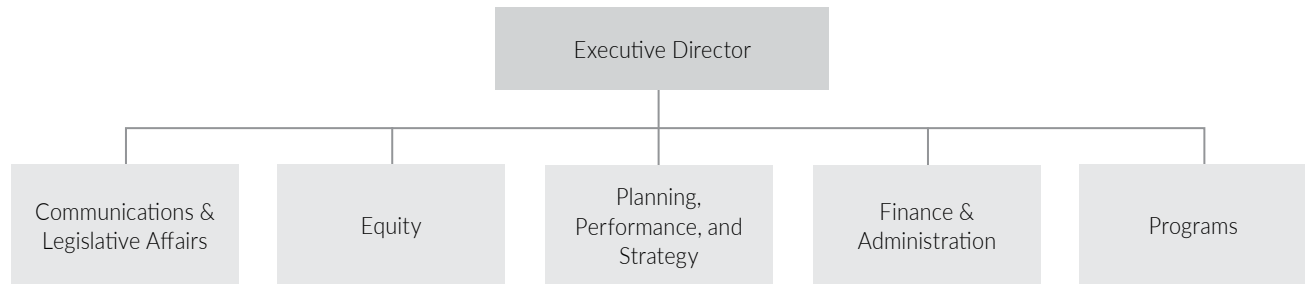 Executive Director
Communications &
Legislative Affairs
Equity
Planning,
Performance, and
Strategy
Finance &
Administration
Programs